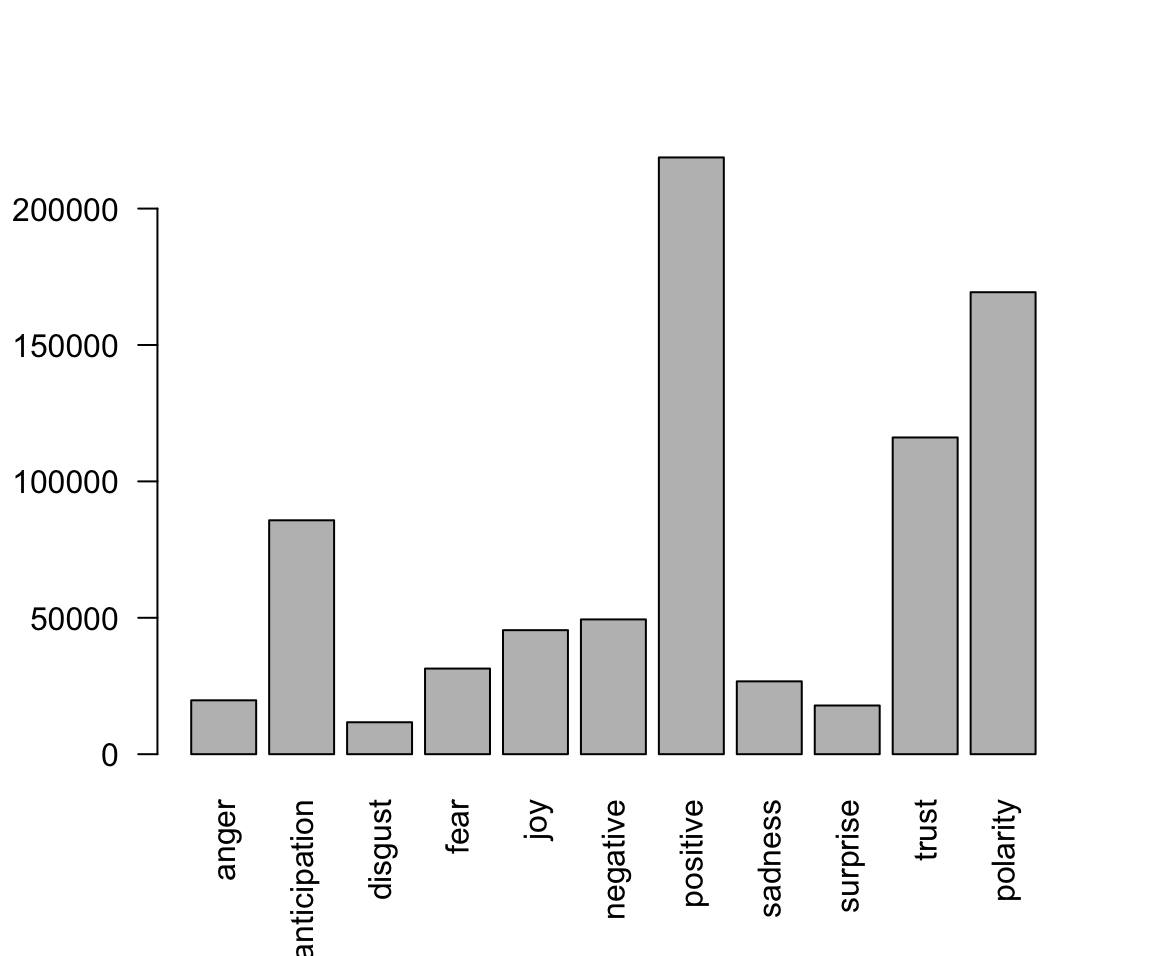 200000
150000
100000
50000
0
anger
anticipation
disgust
fear
joy
negative
positive
sadness
surprise
trust
polarity